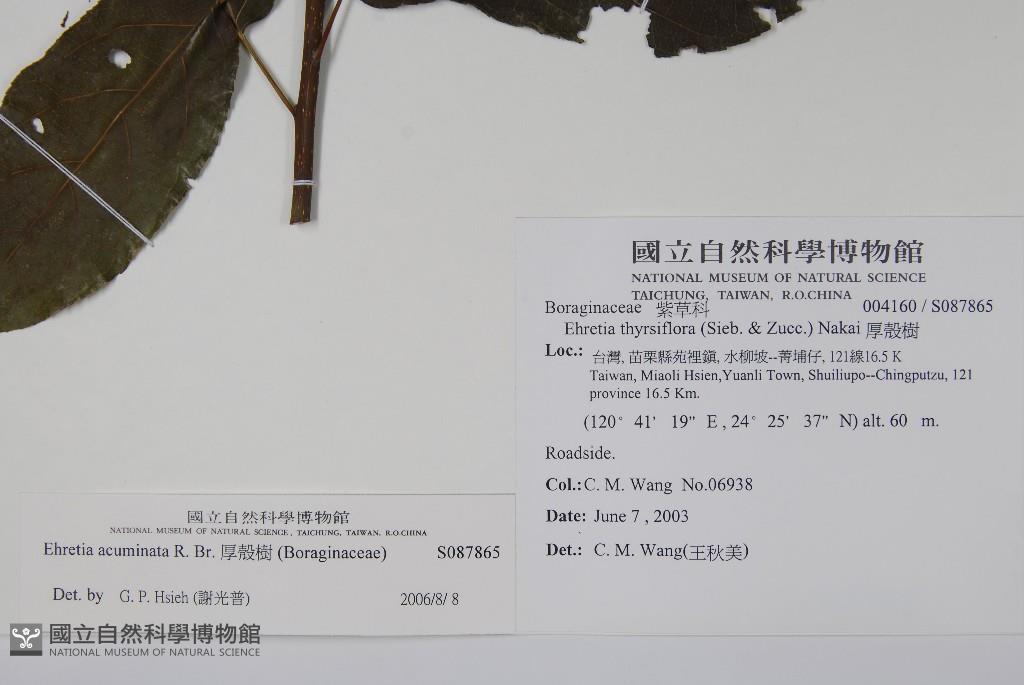 國立自然科學博物館
NATIONAL MUSEUM OF NATURAL SCIENCE
TAICHUNG, TAIWAN, R.O.CHINA
Boraginaceae 紫草科 004160 / S087865
Ehretia thyrsiflora (Sieb. & Zucc.) Nakai 厚殼樹
Loc.: 台灣, 苗栗縣苑裡鎮, 水柳坡--菁埔仔, 121線16.5 K
Taiwan, Miaoli Hsien,Yuanli Town, Shuiliupo--Chingputzu, 121
province 16.5 Km.
(120° 41' 19" E , 24° 25' 37" N) alt. 60 m.
Roadside.
Col.: C. M. Wang No.06938
Date: June 7 , 2003
Det.: C. M. Wang(王秋美)
國立自然科學博物館
NATIONAL MUSEUM OF NATURAL SCIENCE , TAICHUNG, TAIWAN, R.O.CHINA
Ehretia acuminata R. Br. 厚殼樹 (Boraginaceae) S087865
Det. by G. P. Hsieh (謝光普) 2006/8/ 8
國立自然科學博物館
NATIONAL MUSEUM OF NATURAL SCIENCE